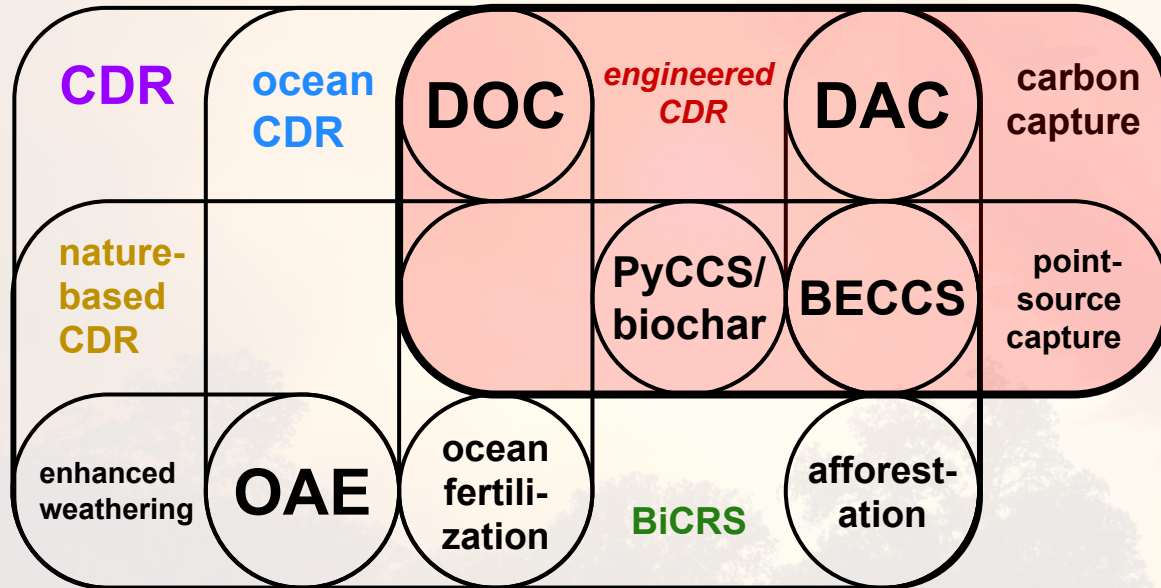 CDR
ocean
CDR
DOC
engineered
CDR
DAC
carbon
capture
nature-
based
CDR
PyCCS/
biochar
BECCS
point-
source
capture
enhanced
weathering
OAE
ocean
fertili-
zation
BiCRS
afforest-
ation